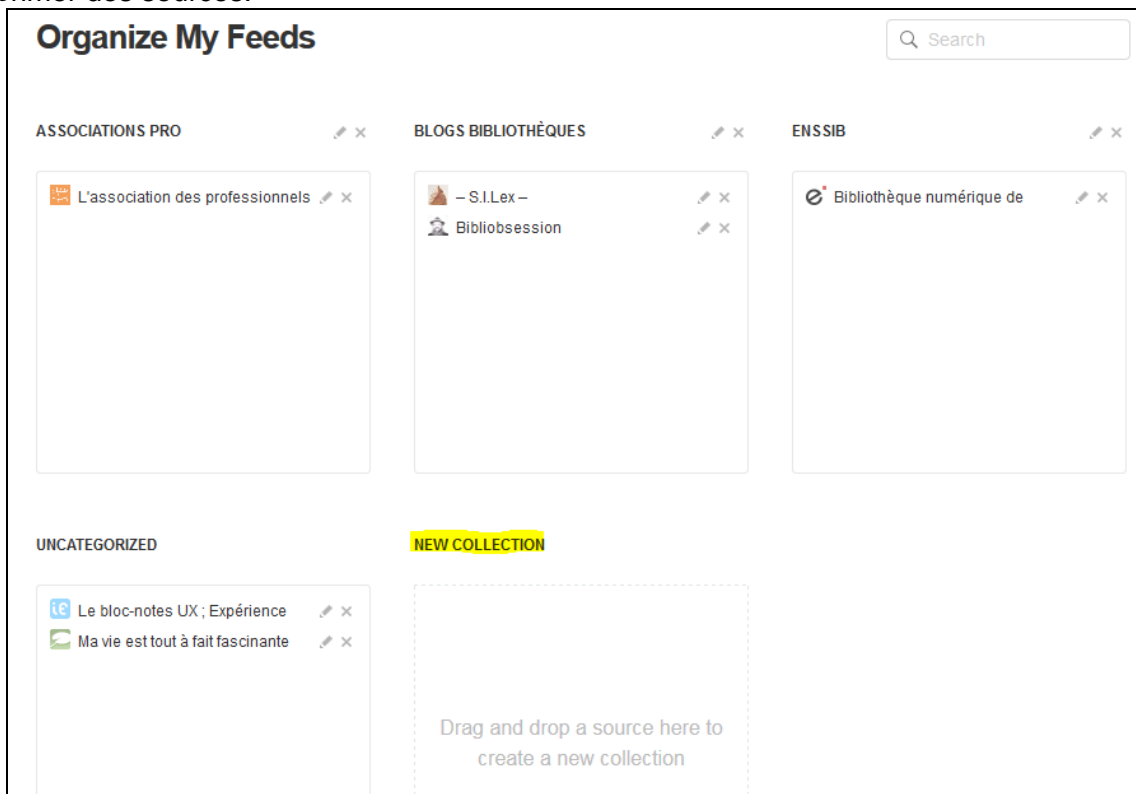 des sources.
Organize My Feeds
Search
ASSOCIATIONS PRO
BLOGS BIBLIOTHÈQUES
ENSSIB
L'association des professionnels
– S.I.Lex –
Bibliobsession
Bibliothèque numérique de
UNCATEGORIZED
NEW COLLECTION
Le bloc-notes UX ; Expérience
Ma vie est tout à fait fascinante
Drag and drop a source here to
create a new collection